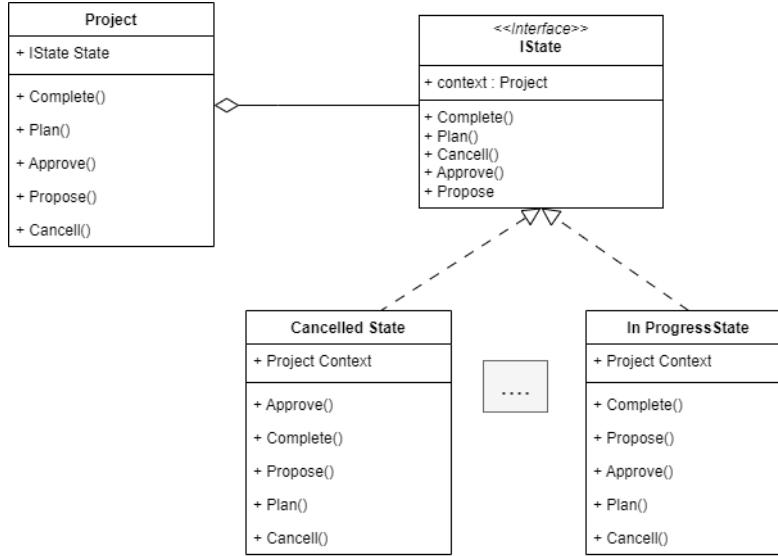 Project
+ IState State
+ Complete()
+ Plan()
+ Approve()
+ Propose()
+ Cancell()
<<Interface>>
IState
+ context : Project
+ Complete()
+ Plan()
+ Cancell()
+ Approve()
+ Propose
Cancelled State
+ Project Context
+ Approve()
+ Complete()
+ Propose()
+ Plan()
+ Cancell()
....
In ProgressState
+ Project Context
+ Complete()
+ Propose()
+ Approve()
+ Plan()
+ Cancell()